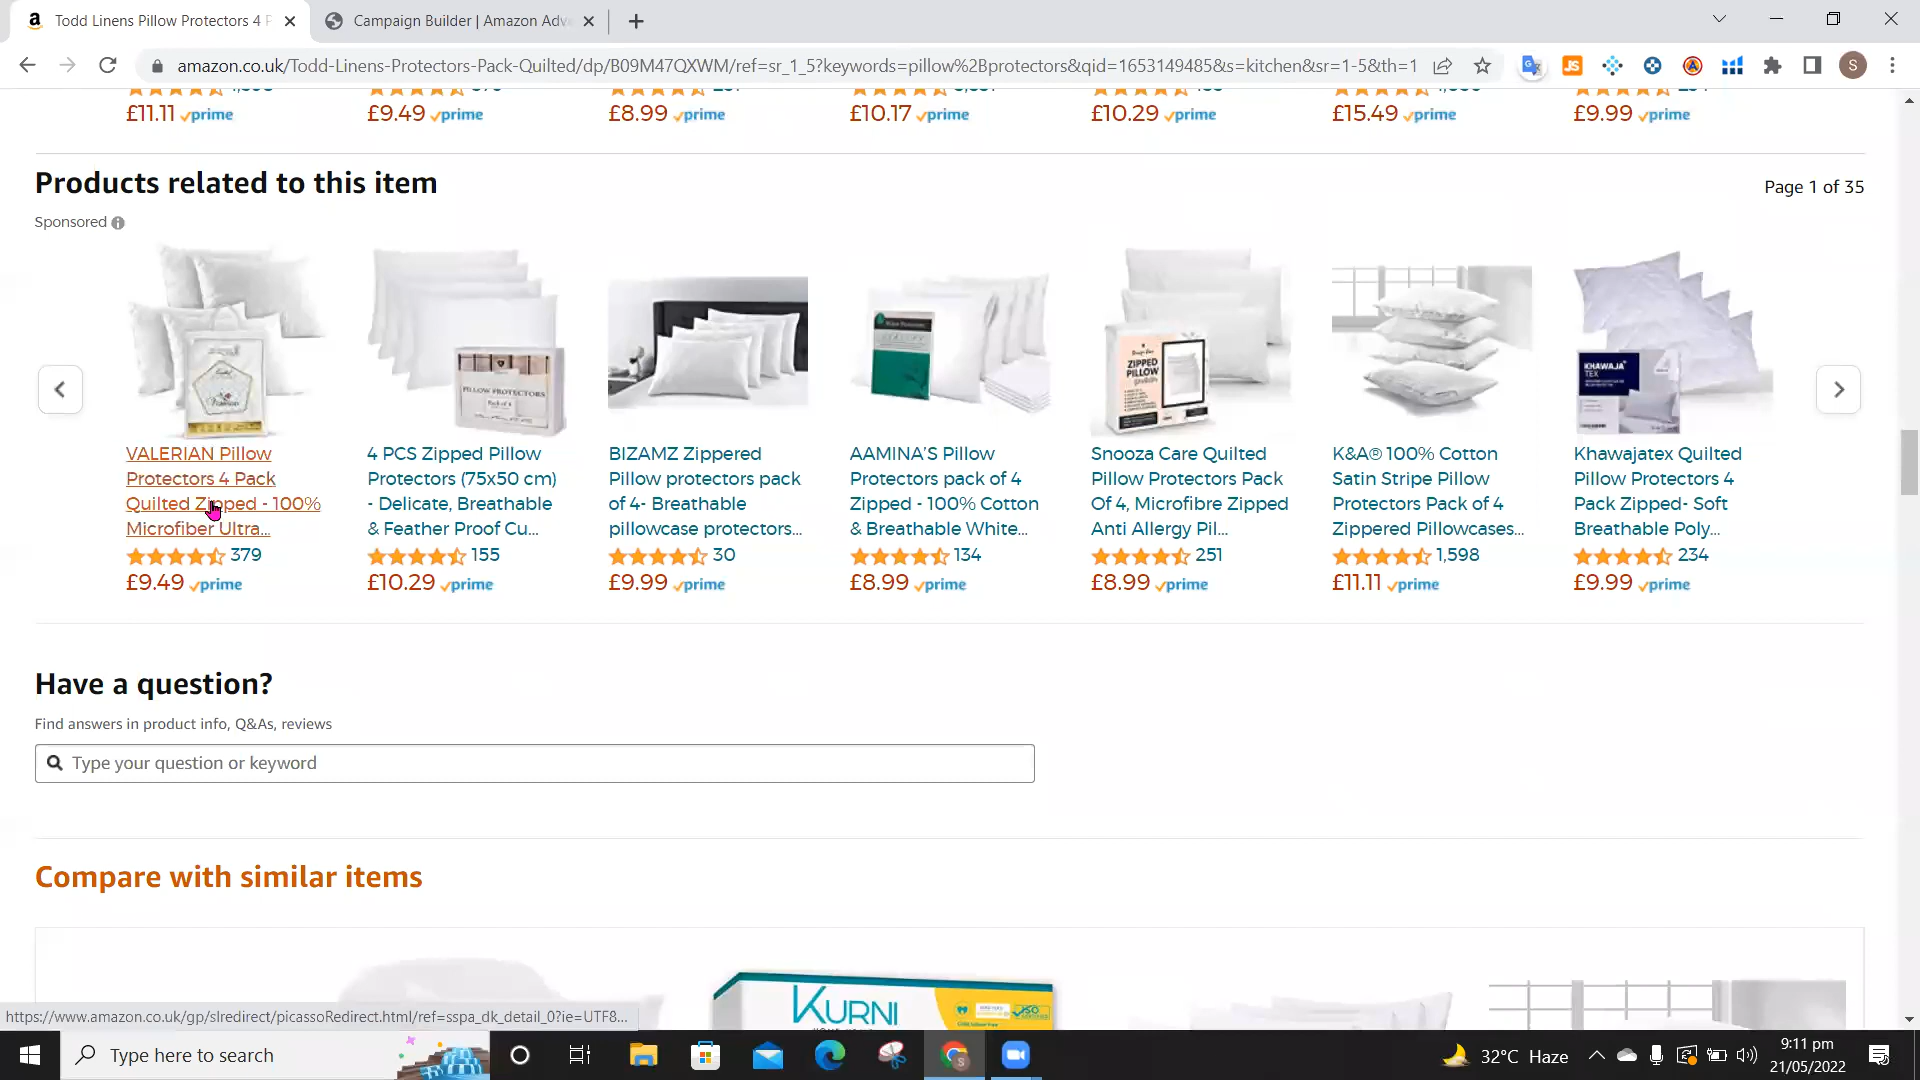 Todd Linens Pillow Protectors 4 P
Campaign Builder | Amazon Adv
amazon.co.uk/Todd-Linens-Protectors-Pack-Quilted/dp/B09M47QXWM/ref=sr_1_5?keywords=pillow%2Bprotectors&qid=1653149485&s=kitchen&sr=1-5&th=1
S
£11.11 prime £9.49 prime £8.99 prime £10.17 prime £10.29 prime £15.49 prime £9.99 prime
Products related to this item
Page 1 of 35
Sponsored
PILLOW PROTECTORS
ZIPPED
PILLOW
KHAWAJA
TEX
VALERIAN Pillow
Protectors 4 Pack
Quilted Zipped - 100%
Microfiber Ultra...
379
£9.49 prime
4 PCS Zipped Pillow
Protectors (75x50 cm)
- Delicate, Breathable
& Feather Proof Cu...
155
£10.29 prime
BIZAMZ Zippered
Pillow protectors pack
of 4- Breathable
pillowcase protectors...
30
£9.99 prime
AAMINA'S Pillow
Protectors pack of 4
Zipped - 100% Cotton
& Breathable White...
134
£8.99 prime
Snooza Care Quilted
Pillow Protectors Pack
Of 4, Microfibre Zipped
Anti Allergy Pil...
251
£8.99 prime
K&A® 100% Cotton
Satin Stripe Pillow
Protectors Pack of 4
Zippered Pillowcases...
1,598
£11.11 prime
Khawajatex Quilted
Pillow Protectors 4
Pack Zipped- Soft
Breathable Poly...
234
£9.99 prime
Have a question?
Find answers in product info, Q&As, reviews
Type your question or keyword
Compare with similar items
KURNI
https://www.amazon.co.uk/gp/slredirect/picassoRedirect.html/ref=sspa_dk_detail_0?ie=UTF8...
Type here to search
32°C Haze
9:11 pm
21/05/2022